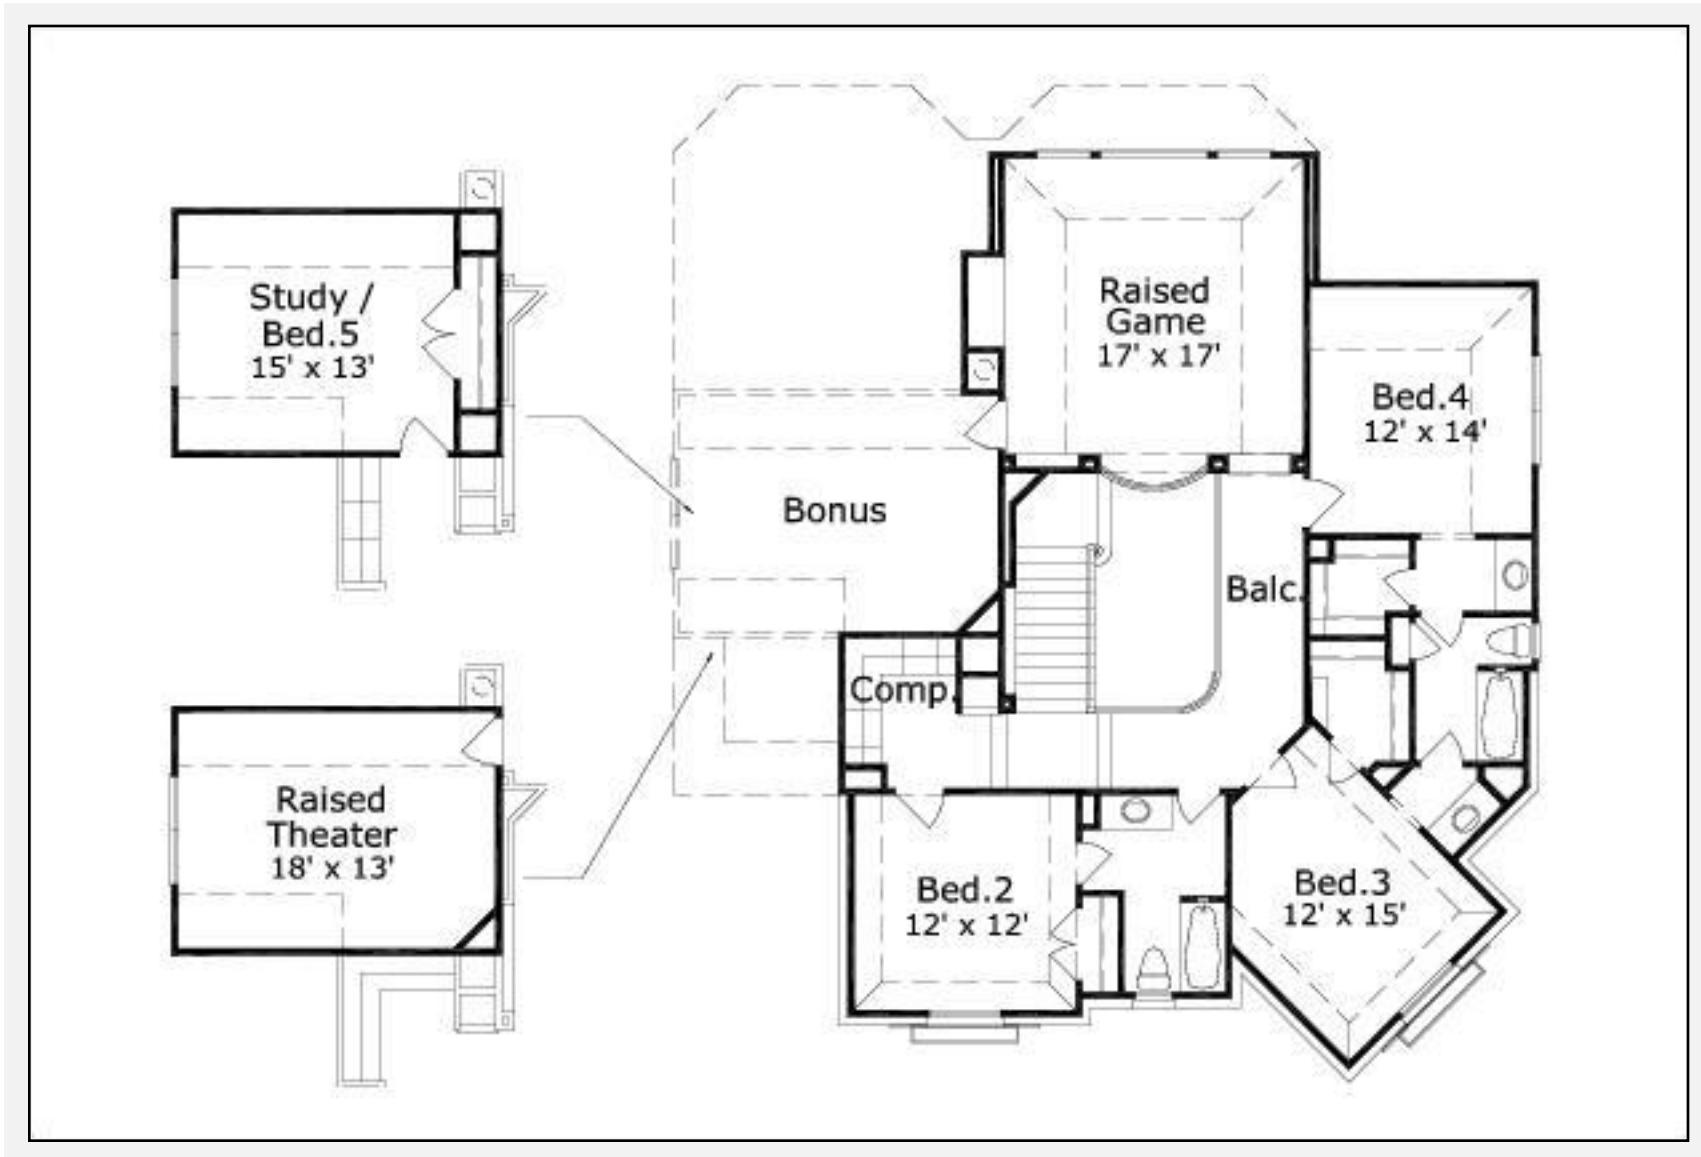 Study /
Bed.5
15' x 13'
Raised
Theater
18' x 13'
Raised
Game
17' x 17'
Bed.4
12' x 14'
Bonus
Balc.
Comp.
Bed.2
12' x 12'
Bed.3
12' x 15'